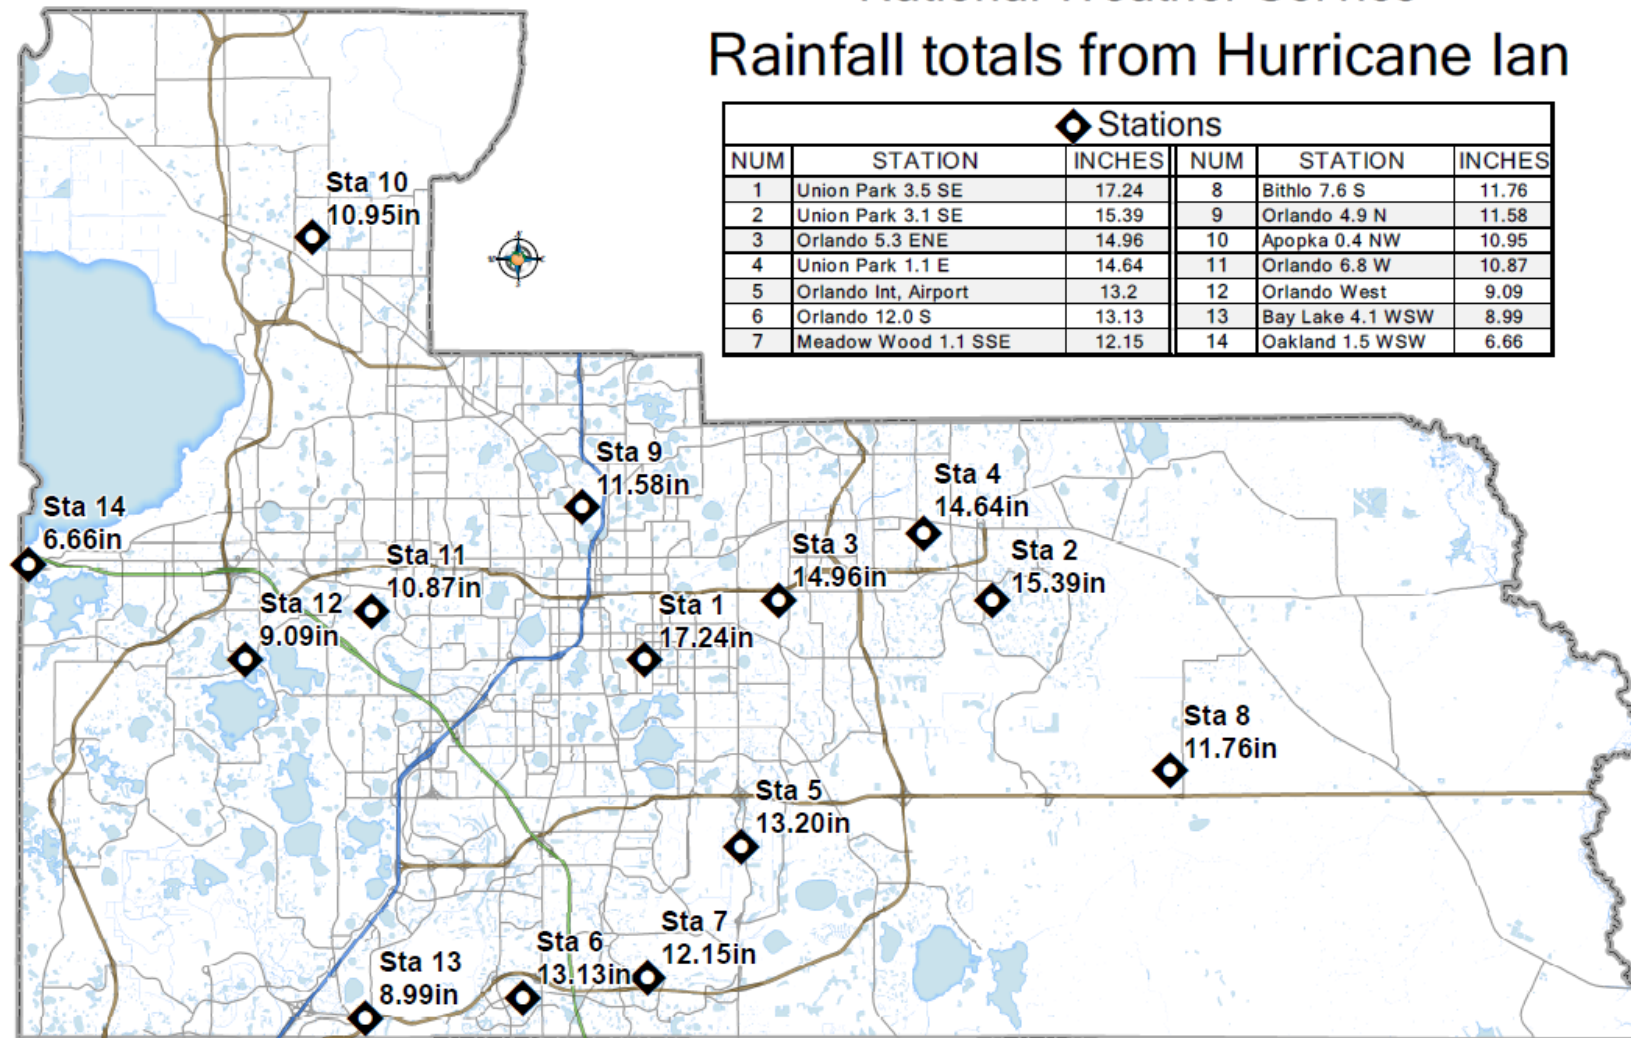 National Weather Service
Rainfall totals from Hurricane Ian
Stations
NUM STATION INCHES NUM STATION INCHES
1 Union Park 3.5 SE 17.24 8 Bithlo 7.6 S 11.76
2 Union Park 3.1 SE 15.39 9 Orlando 4.9 N 11.58
3 Orlando 5.3 ENE 14.96 10 Apopka 0.4 NW 10.95
4 Union Park 1.1 E 14.64 11 Orlando 6.8 W 10.87
5 Orlando Int, Airport 13.2 12 Orlando West 9.09
6 Orlando 12.0 S 13.13 13 Bay Lake 4.1 WSW 8.99
7 Meadow Wood 1.1 SSE 12.15 14 Oakland 1.5 WSW 6.66
Sta 10
10.95in
Sta 9
11.58in
Sta 4
14.64in
Sta 14
6.66in
Sta 11
10.87in
Sta 3
14.96in
Sta 2
15.39in
Sta 12
9.09in
Sta 1
17.24in
Sta 8
11.76in
Sta 5
13.20in
Sta 7
12.15in
Sta 6
13.13in
Sta 13
8.99in